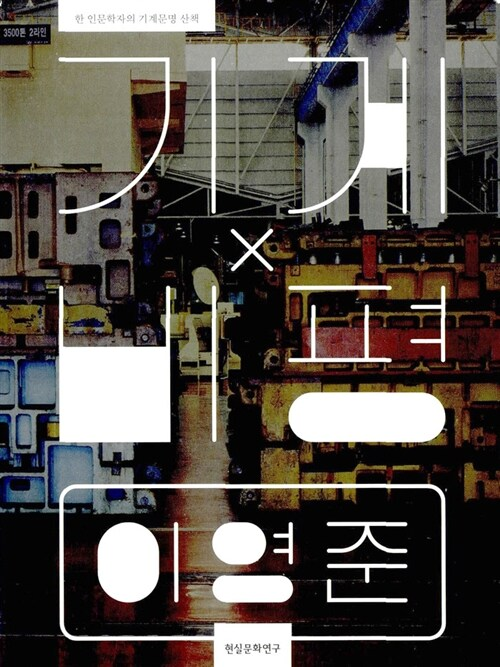 한 인문학자의 기계문명 산책
3500톤 2라인
기계
×
비평
이영준
현실문화연구